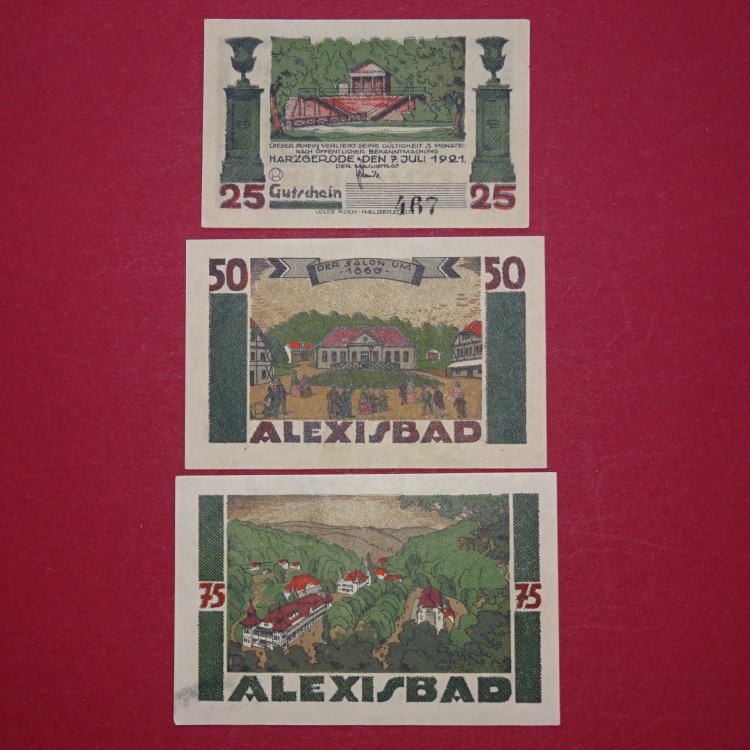 DIESER SCHEIN VERLIERT SEINE GÜLTIGKEIT 3 MONATE
NACH ÖFFENTLICHER BEKANNTMACHUNG
HARZGERODE, DEN 7. JULI 1921.
DER MAGISTRAT
25 Gutschein 467 25
LOUIS KOCH · HALBERSTADT
50 DER SALON UM 50
-1860-
ALEXISBAD
75 75
ALEXISBAD